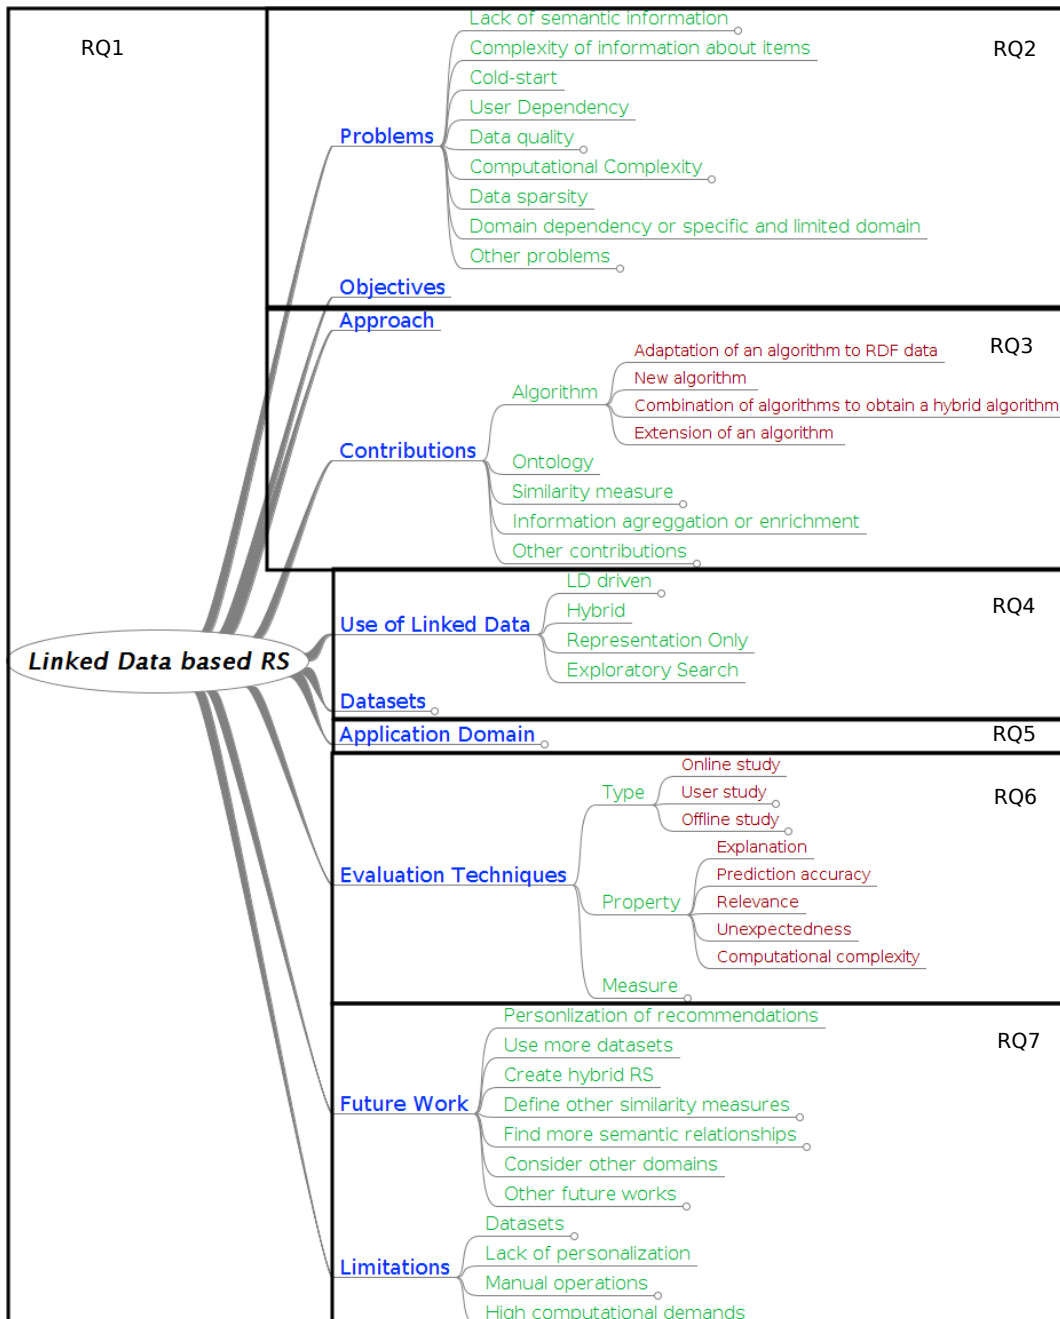 RQ1
RQ2
Lack of semantic information
Complexity of information about items
Cold-start
User Dependency
Problems
Data quality
Computational Complexity
Data sparsity
Domain dependency or specific and limited domain
Other problems
Objectives
Approach
RQ3
Adaptation of an algorithm to RDF data
New algorithm
Algorithm
Combination of algorithms to obtain a hybrid algorithm
Extension of an algorithm
Contributions
Ontology
Similarity measure
Information agreggation or enrichment
Other contributions
LD driven
RQ4
Hybrid
Use of Linked Data
Representation Only
Exploratory Search
Linked Data based RS
Datasets
Application Domain
RQ5
Online study
Type
User study
RQ6
Offline study
Explanation
Evaluation Techniques
Prediction accuracy
Property
Relevance
Unexpectedness
Computational complexity
Measure
Personlization of recommendations
RQ7
Use more datasets
Create hybrid RS
Future Work
Define other similarity measures
Find more semantic relationships
Consider other domains
Other future works
Datasets
Lack of personalization
Limitations
Manual operations
High computational demands